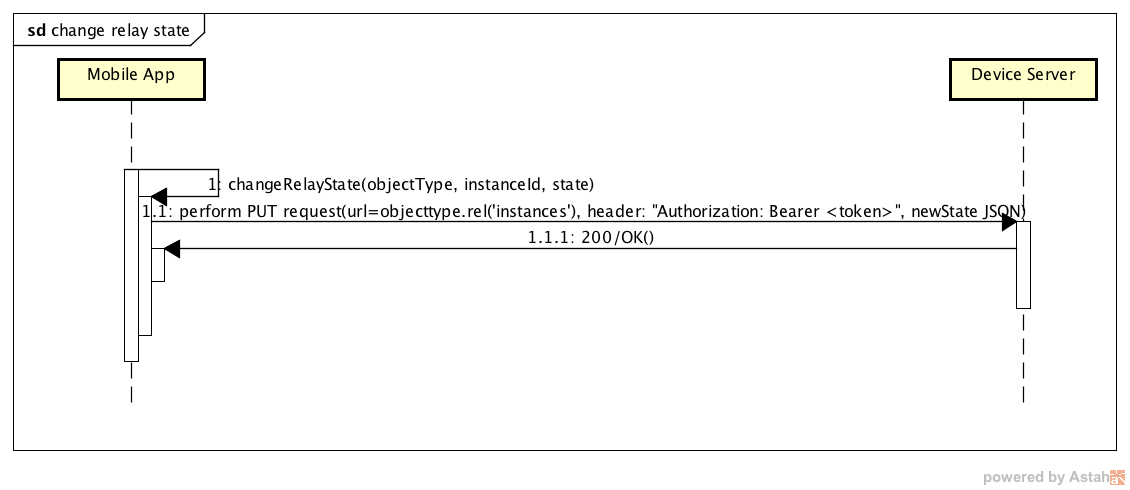 sd change relay state
Mobile App
Device Server
1: changeRelayState(objectType, instanceId, state)
1.1: perform PUT request(url=objecttype.rel('instances'), header: "Authorization: Bearer <token>", newState JSON)
1.1.1: 200/OK()
powered by Astah